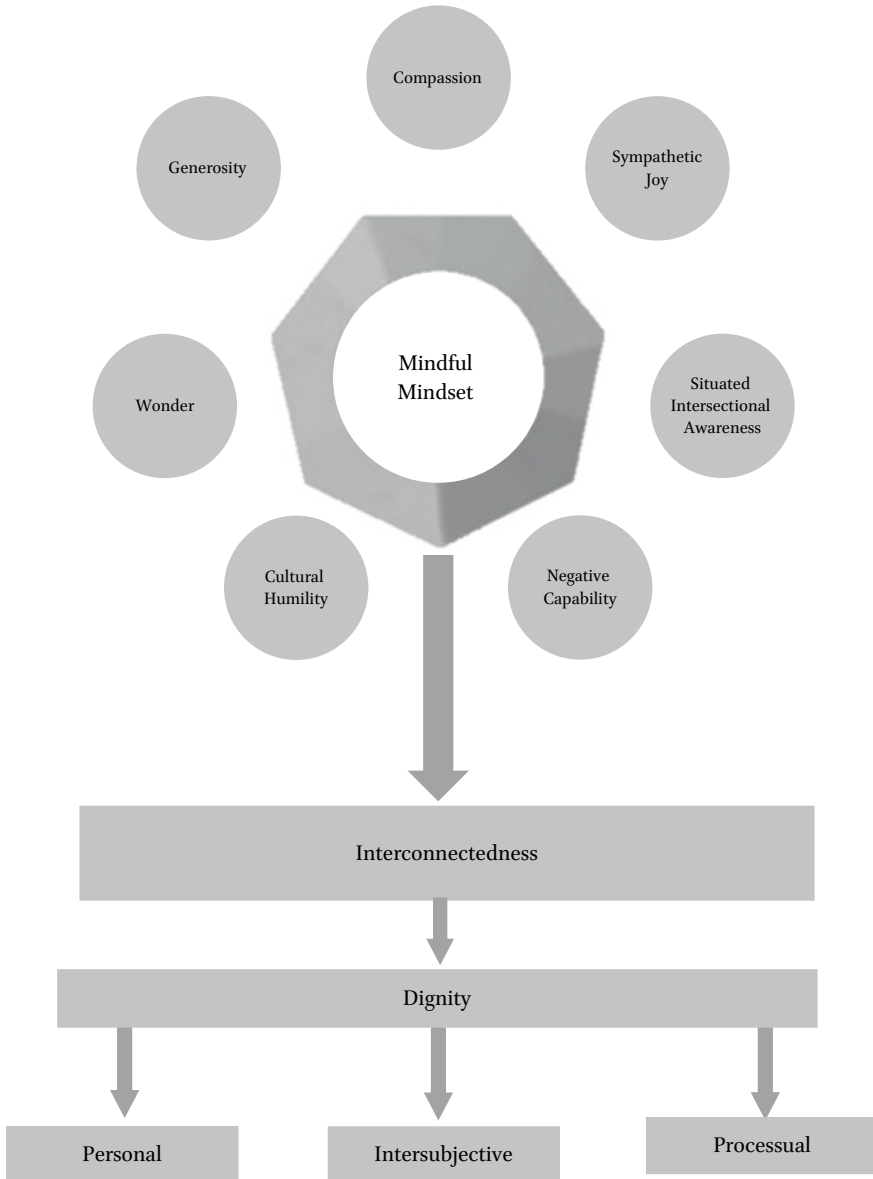 Compassion
Generosity
Sympathetic
Joy
Mindful
Mindset
Wonder
Situated
Intersectional
Awareness
Cultural
Humility
Negative
Capability
Interconnectedness
Dignity
Personal
Intersubjective
Processual